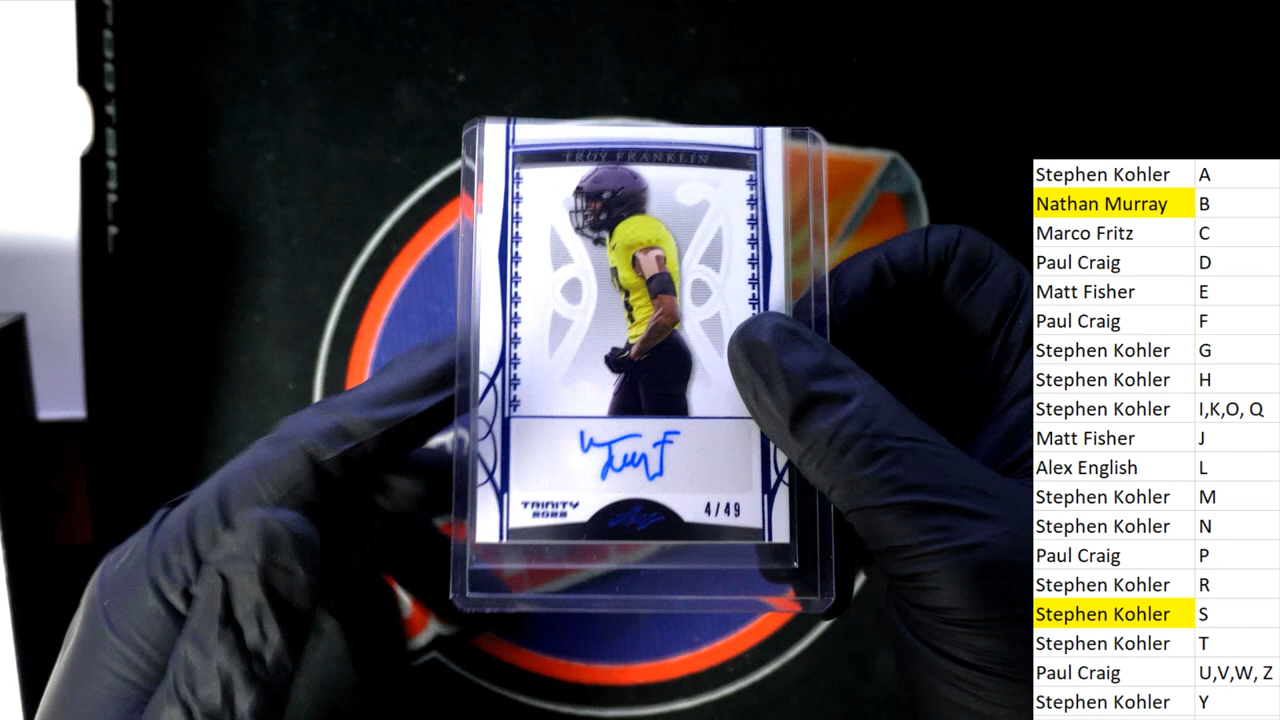 TROY FRANKLIN
TRINITY
2022
4/49
Stephen Kohler A
Nathan Murray B
Marco Fritz C
Paul Craig D
Matt Fisher E
Paul Craig F
Stephen Kohler G
Stephen Kohler H
Stephen Kohler I,K,O, Q
Matt Fisher J
Alex English L
Stephen Kohler M
Stephen Kohler N
Paul Craig P
Stephen Kohler R
Stephen Kohler S
Stephen Kohler T
Paul Craig U,V,W, Z
Stephen Kohler Y